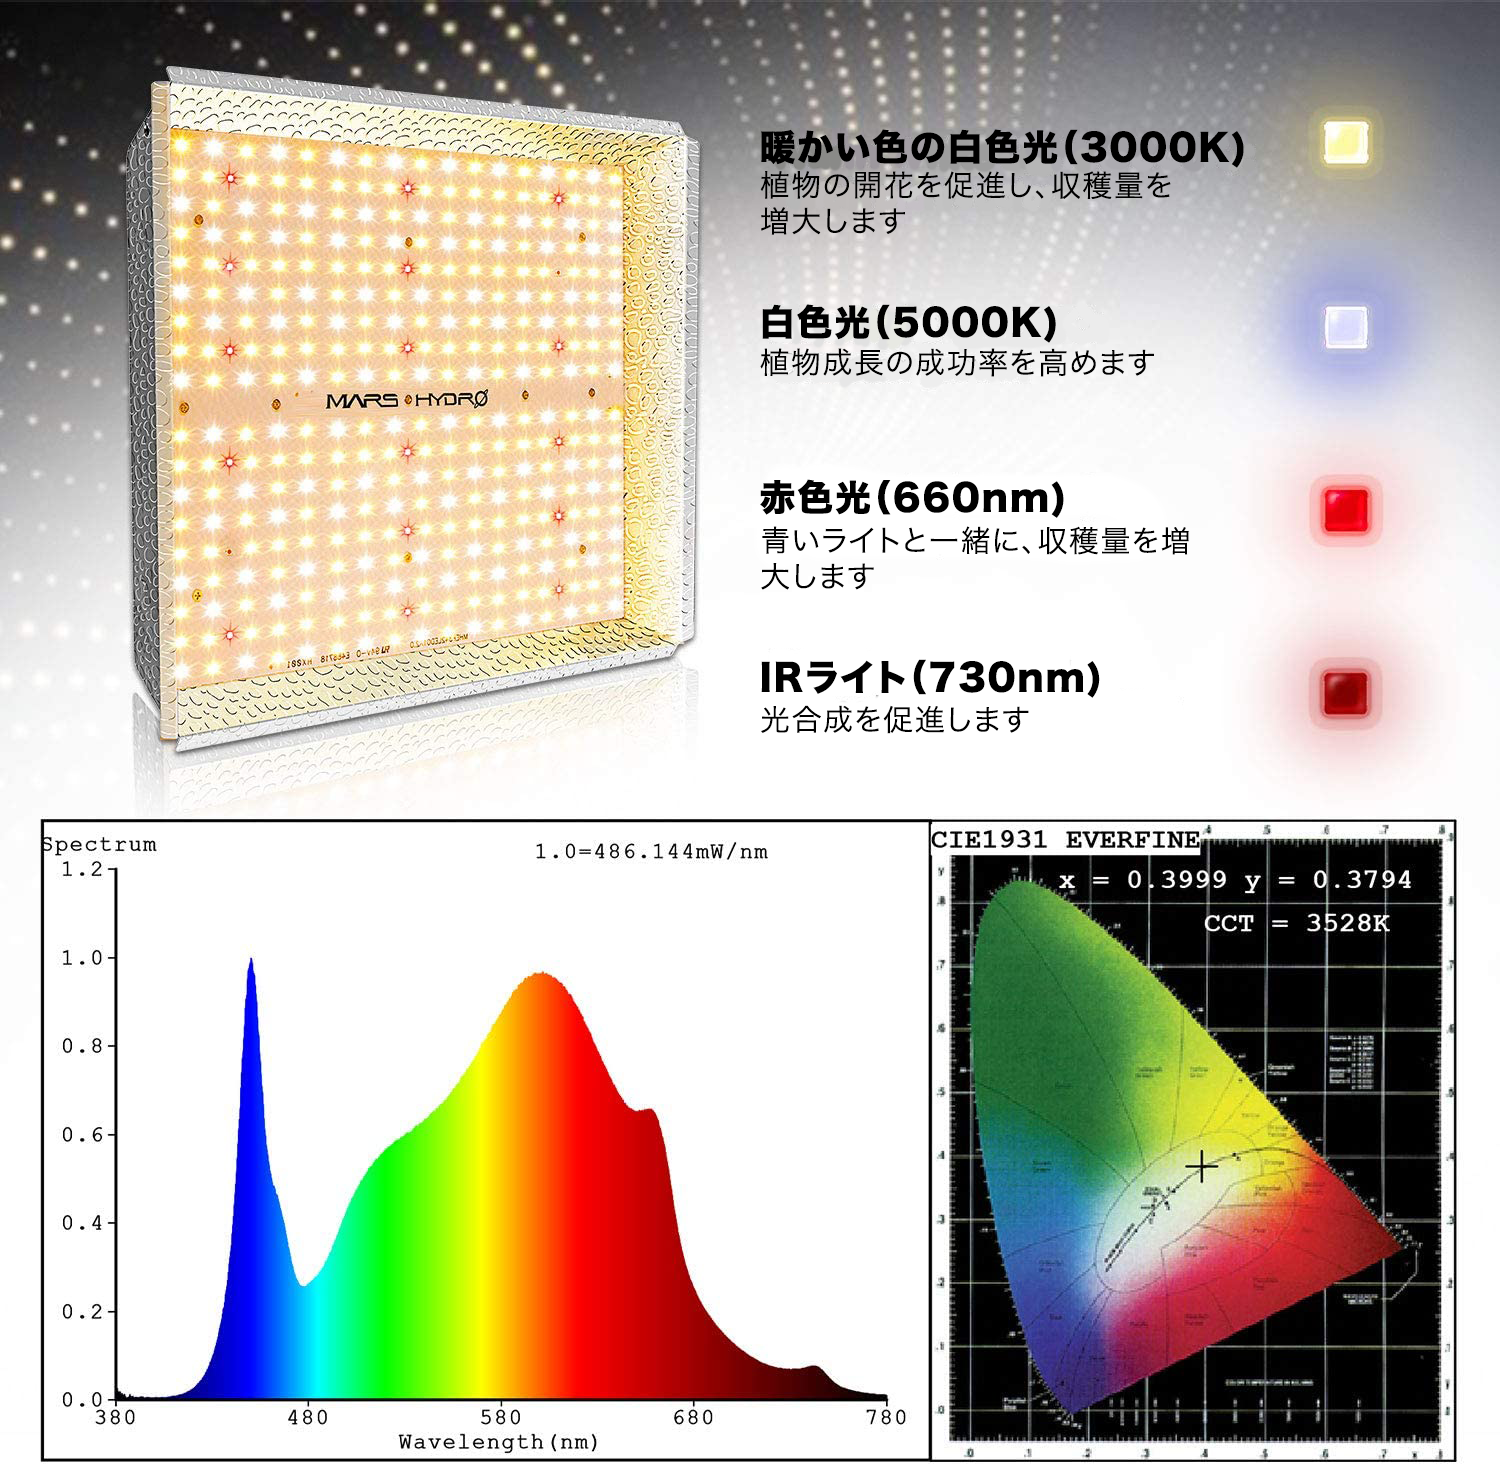 暖かい色の白色光(3000K)
植物の開花を促進し、収穫量を
増大します
白色光(5000K)
植物成長の成功率を高めます
赤色光(660nm)
青いライトと一緒に、収穫量を増
大します
IRライト(730nm)
光合成を促進します
MARS HYDRO
Spectrum
1.0=486.144mW/nm
1.2
1.0
0.8
0.6
0.4
0.2
0.0
380 480 580 680 780
Wavelength(nm)
CIE1931 EVERFINE
x = 0.3999 y = 0.3794
CCT = 3528K